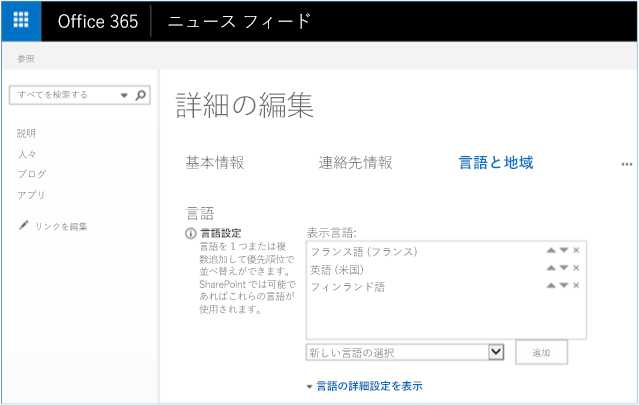 Office 365 ニュース フィード
参照
すべてを検索する
詳細の編集
説明
人々
ブログ
アプリ
リンクを編集
基本情報 連絡先情報 言語と地域 ...
言語
言語設定
言語を 1 つまたは複
数追加して優先順位で
並べ替えができます。
SharePoint では可能で
あればこれらの言語が
使用されます。
表示言語:
フランス語 (フランス)
英語 (米国)
フィンランド語
新しい言語の選択 追加
言語の詳細設定を表示